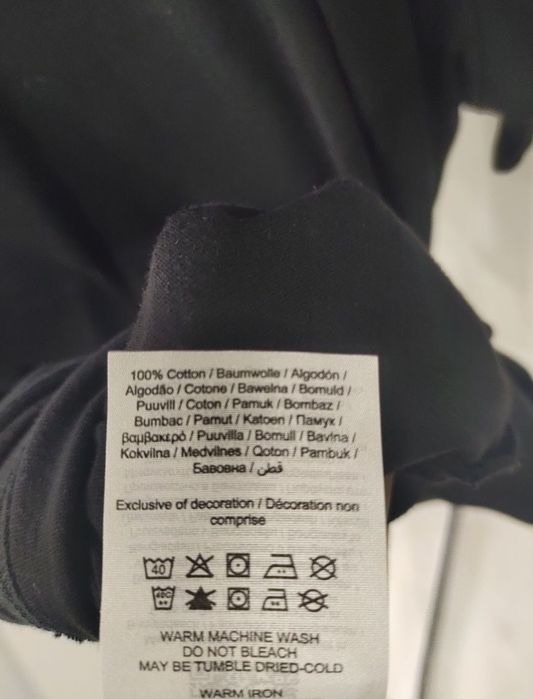 100% Cotton / Baumwolle / Algodón /
Algodão / Cotone / Bawełna / Bomuld /
Puuvill / Coton / Pamuk / Bombaz /
Bumbac / Pamut / Katoen / Памук /
βαμβακερό / Puuvilla / Bomull / Bavlna /
Kokvilna / Medvilnes / Qoton / Pambuk /
Бавовна / قطن
Exclusive of decoration / Décoration non
comprise
40
40C
WARM MACHINE WASH
DO NOT BLEACH
MAY BE TUMBLE DRIED-COLD
WARM IRON